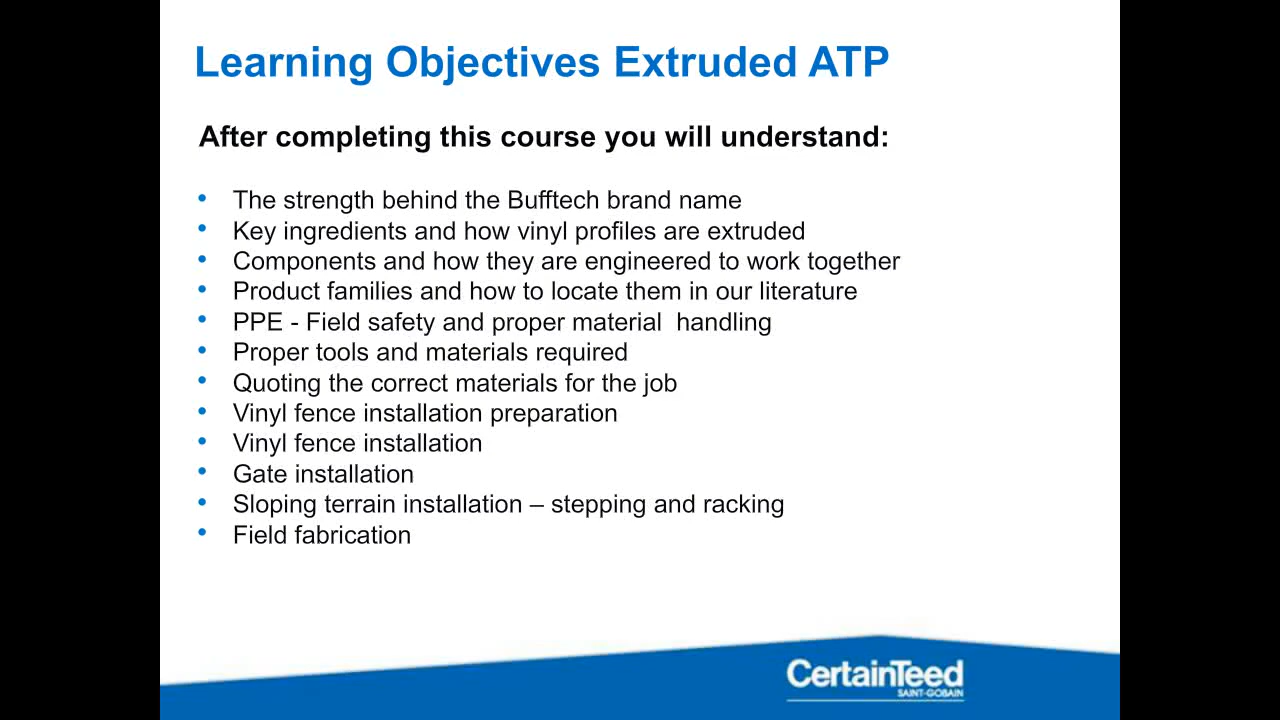 Learning Objectives Extruded ATP
After completing this course you will understand:
• The strength behind the Bufftech brand name
• Key ingredients and how vinyl profiles are extruded
• Components and how they are engineered to work together
• Product families and how to locate them in our literature
• PPE - Field safety and proper material  handling
• Proper tools and materials required
• Quoting the correct materials for the job
• Vinyl fence installation preparation
• Vinyl fence installation
• Gate installation
• Sloping terrain installation – stepping and racking
• Field fabrication
CertainTeed
SAINT-GOBAIN